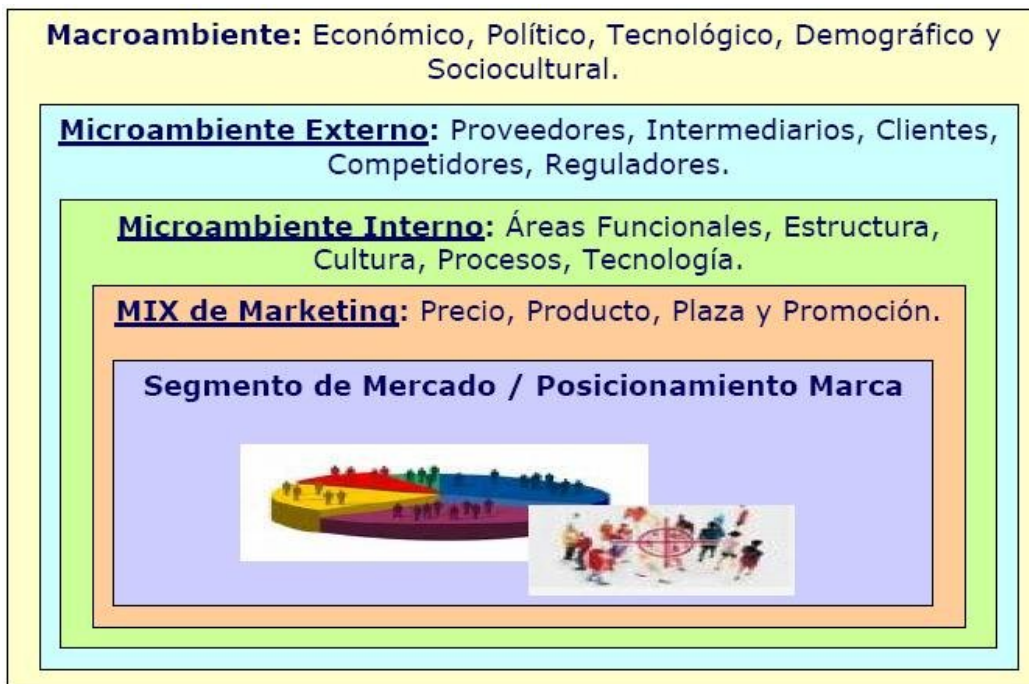 Macroambiente: Económico, Político, Tecnológico, Demográfico y
Sociocultural.
Microambiente Externo: Proveedores, Intermediarios, Clientes,
Competidores, Reguladores.
Microambiente Interno: Áreas Funcionales, Estructura,
Cultura, Procesos, Tecnología.
MIX de Marketing: Precio, Producto, Plaza y Promoción.
Segmento de Mercado / Posicionamiento Marca